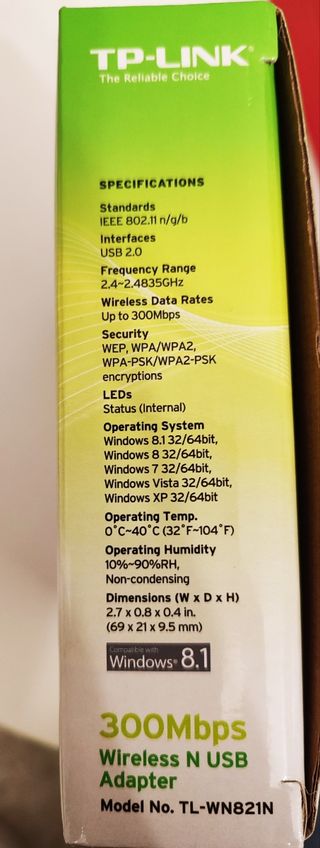 TP-LINK®
The Reliable Choice
SPECIFICATIONS
Standards
IEEE 802.11 n/g/b
Interfaces
USB 2.0
Frequency Range
2.4~2.4835GHz
Wireless Data Rates
Up to 300Mbps
Security
WEP, WPA/WPA2,
WPA-PSK/WPA2-PSK
encryptions
LEDs
Status (Internal)
Operating System
Windows 8.1 32/64bit,
Windows 8 32/64bit,
Windows 7 32/64bit,
Windows Vista 32/64bit,
Windows XP 32/64bit
Operating Temp.
0˚C~40˚C (32˚F~104˚F)
Operating Humidity
10%~90%RH,
Non-condensing
Dimensions (W x D x H)
2.7 x 0.8 x 0.4 in.
(69 x 21 x 9.5 mm)
Compatible with
Windows® 8.1
300Mbps
Wireless N USB
Adapter
Model No. TL-WN821N